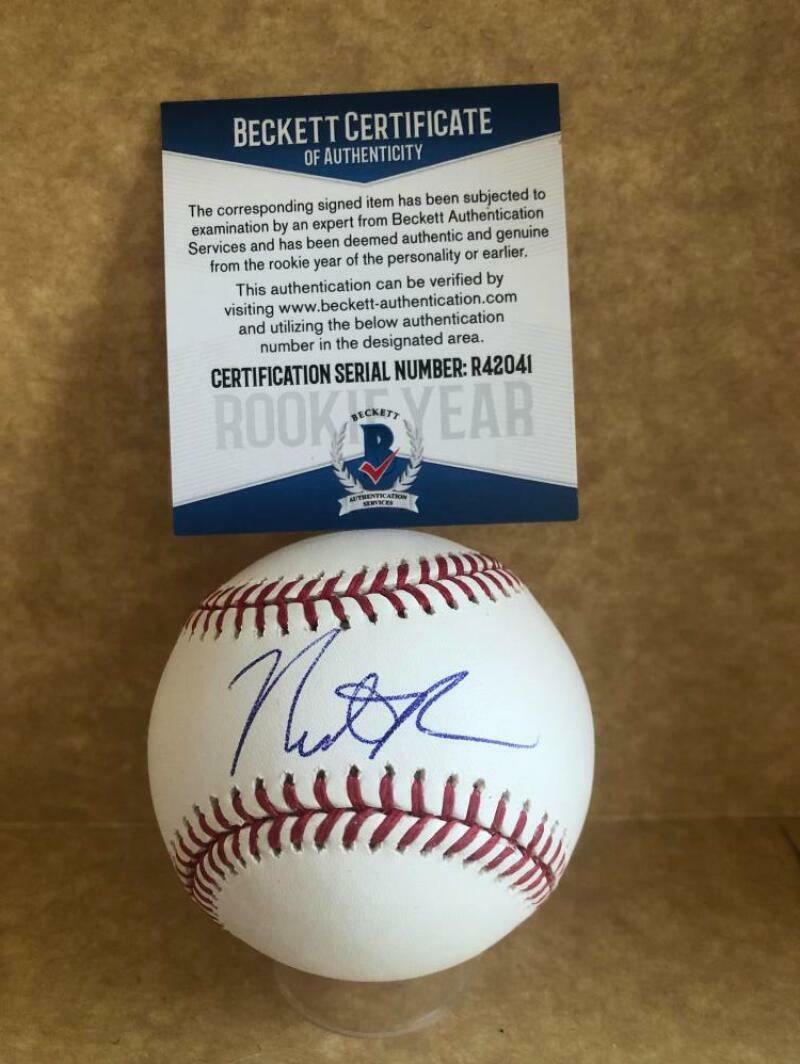 BECKETT CERTIFICATE
OF AUTHENTICITY
The corresponding signed item has been subjected to
examination by an expert from Beckett Authentication
Services and has been deemed authentic and genuine
from the rookie year of the personality or earlier.
This authentication can be verified by
visiting www.beckett-authentication.com
and utilizing the below authentication
number in the designated area.
CERTIFICATION SERIAL NUMBER: R42041
ROOKIE YEAR
BECKETT
B
AUTHENTICATION
SERVICES